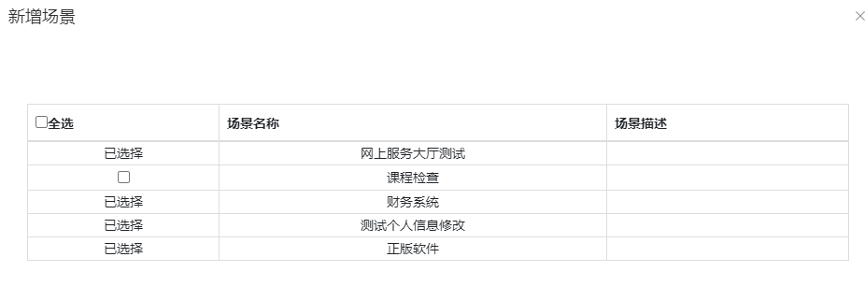 新增场景
全选 场景名称 场景描述
已选择 网上服务大厅测试
课程检查
已选择 财务系统
已选择 测试个人信息修改
已选择 正版软件